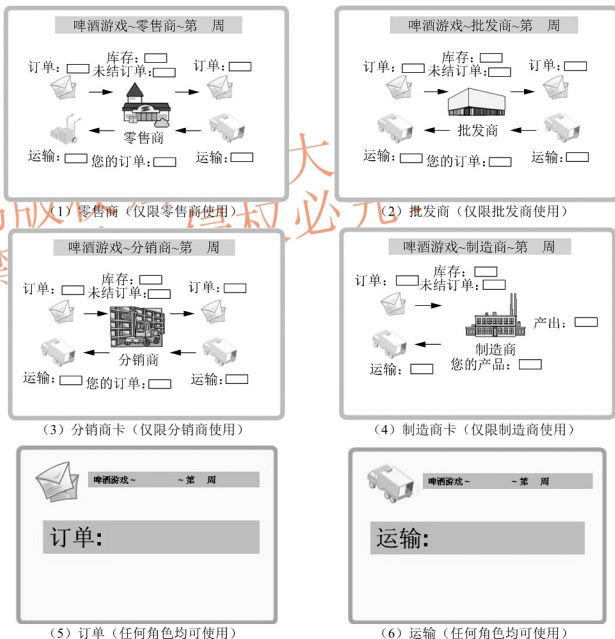 啤酒游戏~零售商~第 周
库存:
订单:
未结订单:
订单:
零售商
运输:
您的订单:
运输:
(1) 零售商(仅限零售商使用)
啤酒游戏~批发商~第 周
库存:
订单:
未结订单:
订单:
批发商
运输:
您的订单:
运输:
(2) 批发商(仅限批发商使用)
啤酒游戏~分销商~第 周
库存:
订单:
未结订单:
订单:
分销商
运输:
您的订单:
运输:
(3) 分销商卡(仅限分销商使用)
啤酒游戏~制造商~第 周
库存:
订单:
未结订单:
产出:
制造商
运输:
您的产品:
(4) 制造商卡(仅限制造商使用)
啤酒游戏~ ~第 周
订单:
(5) 订单(任何角色均可使用)
啤酒游戏~ ~第 周
运输:
(6) 运输(任何角色均可使用)